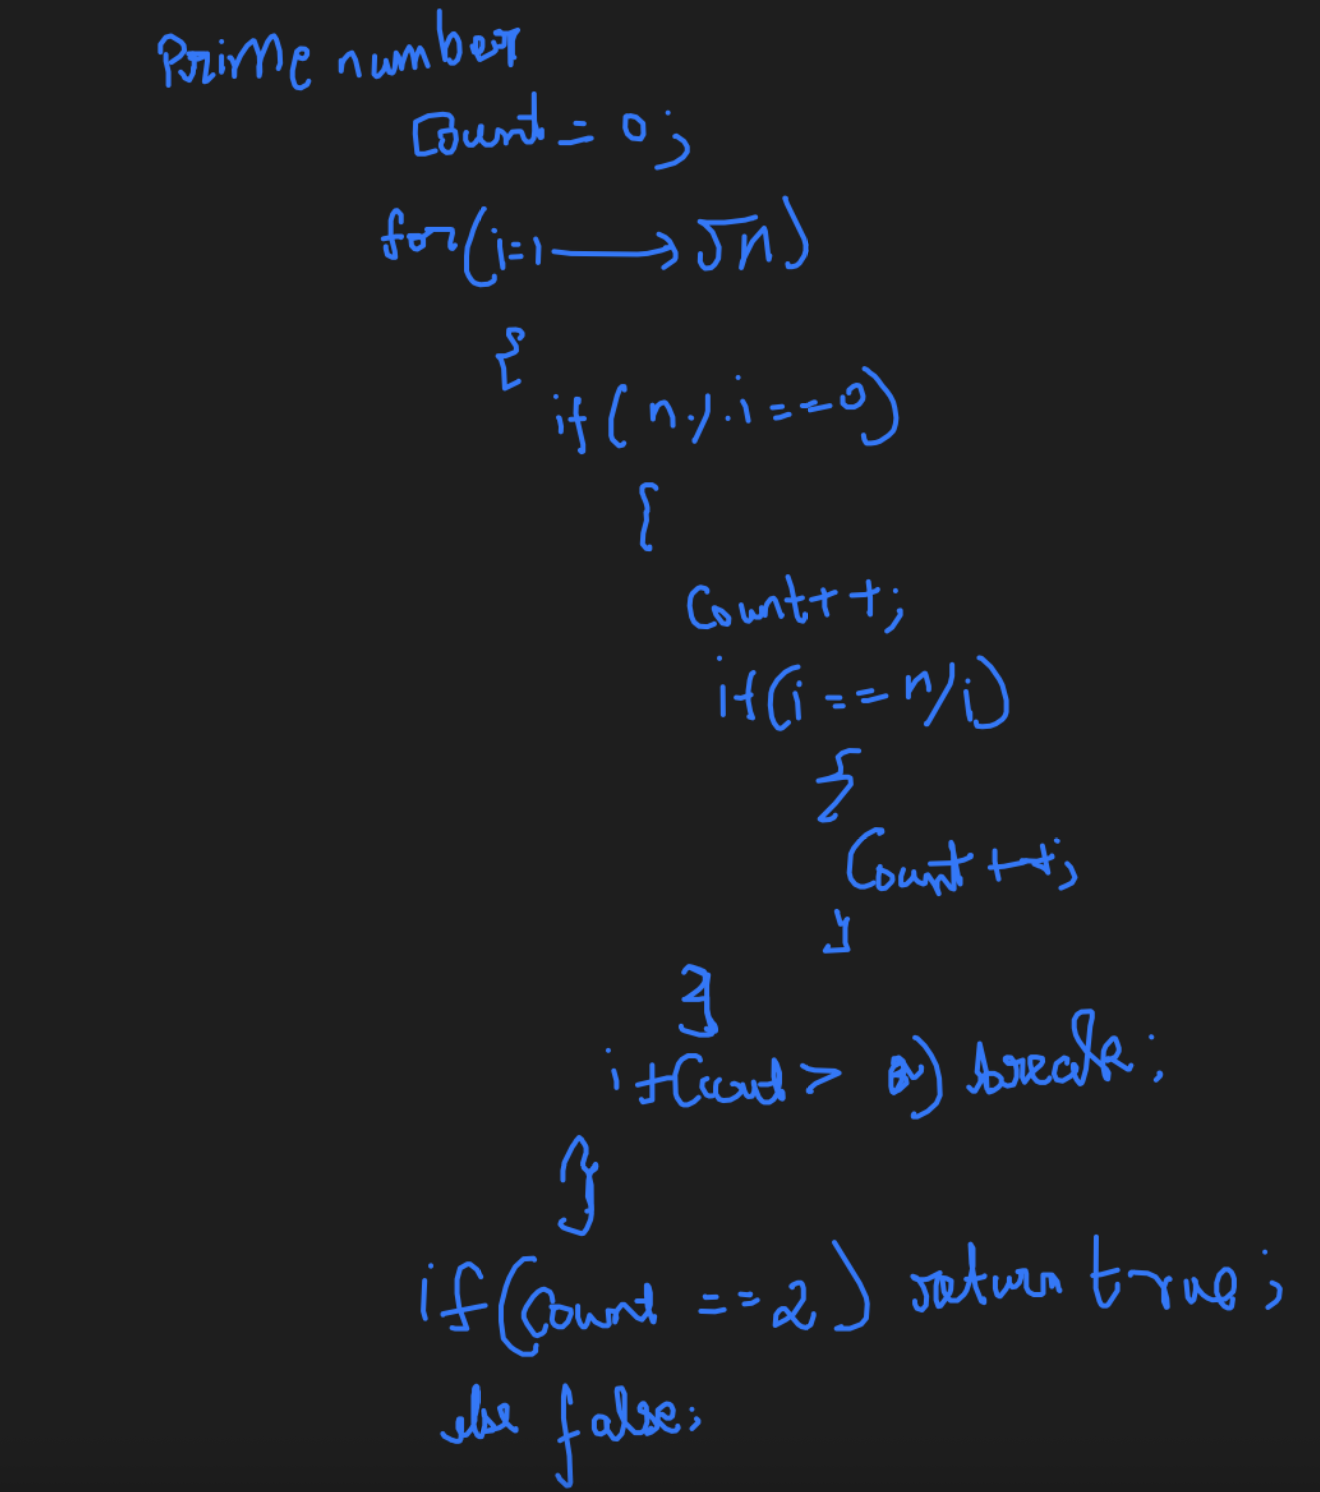 Prime number
Count = 0;
for(i=1 → √n)
{
if(n%i==0)
{
Count++;
if(i==n/i)
{
Count++;
}
}
if(Count > 2) break;
}
if(Count ==2) return true;
else false;